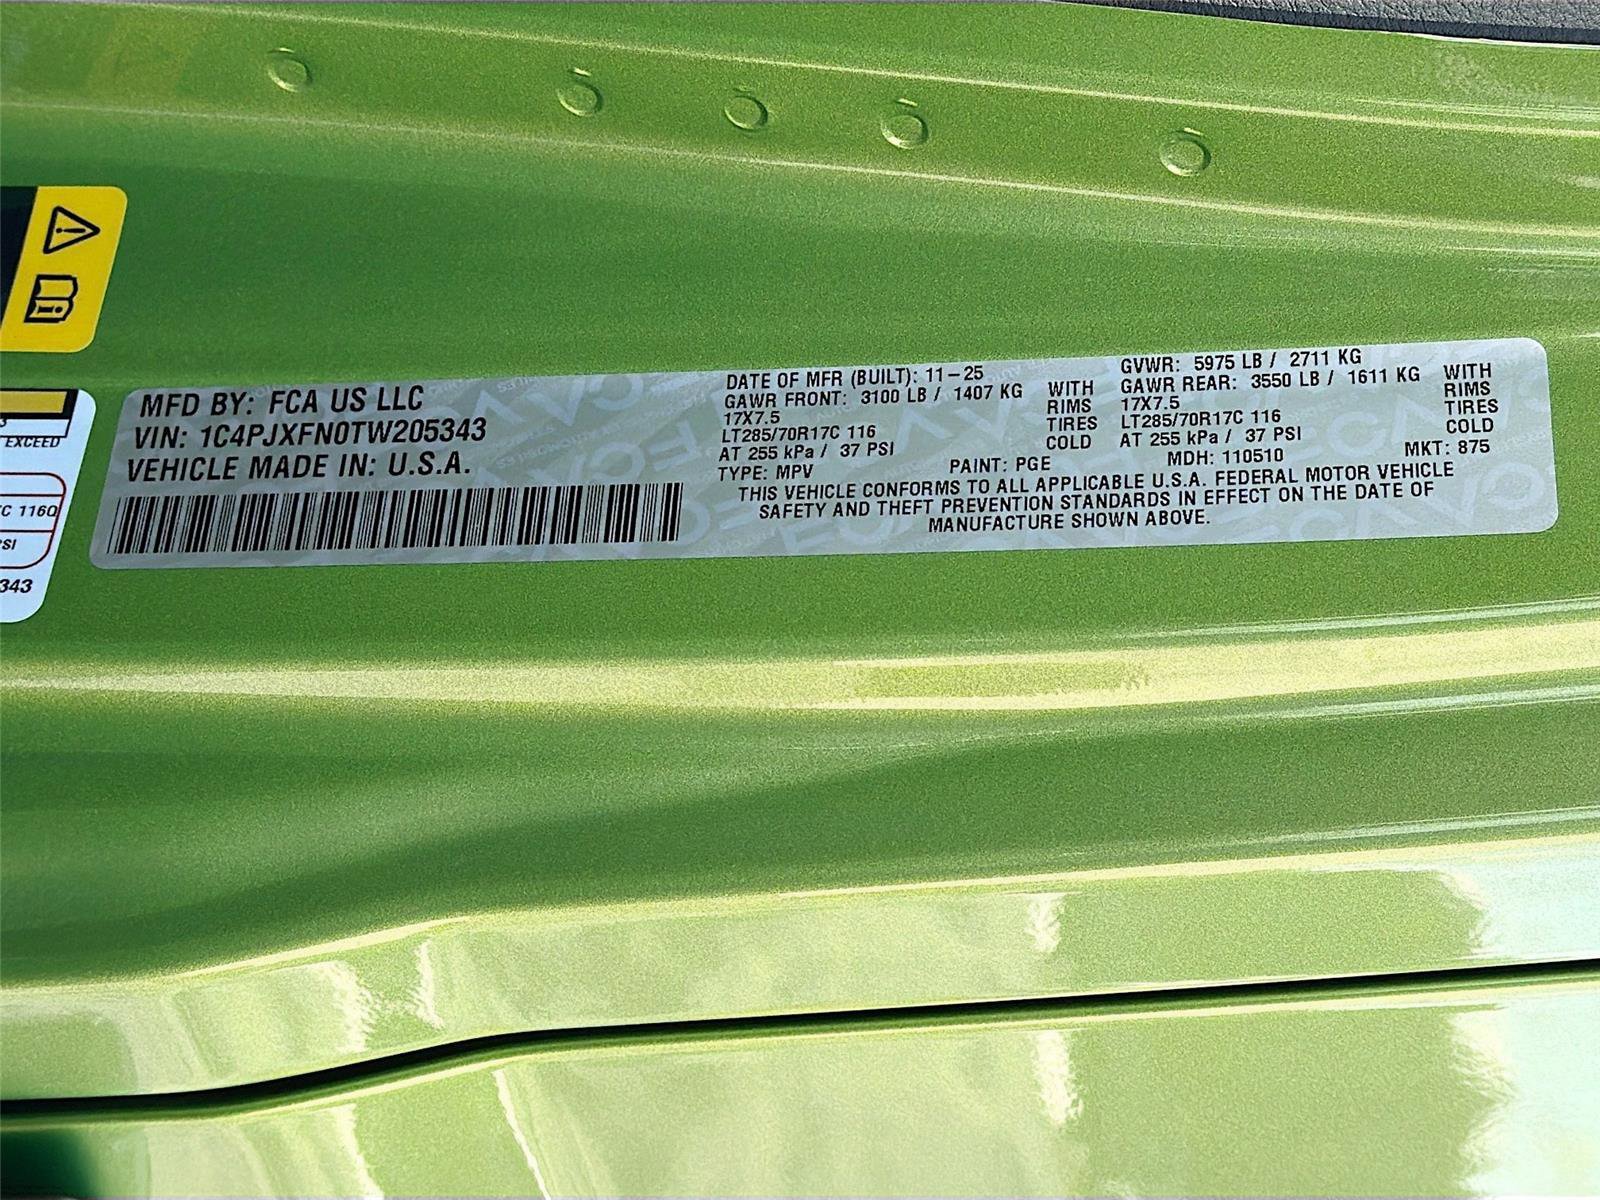 MFD BY: FCA US LLC
VIN: 1C4PJXFN0TW205343
VEHICLE MADE IN: U.S.A.
DATE OF MFR (BUILT): 11-25
GAWR FRONT: 3100 LB / 1407 KG
17X7.5
LT285/70R17C 116
AT 255 kPa / 37 PSI
WITH
RIMS
TIRES
COLD
GVWR: 5975 LB / 2711 KG
GAWR REAR: 3550 LB / 1611 KG
17X7.5
LT285/70R17C 116
AT 255 kPa / 37 PSI
WITH
RIMS
TIRES
COLD
TYPE: MPV PAINT: PGE MDH: 110510 MKT: 875
THIS VEHICLE CONFORMS TO ALL APPLICABLE U.S.A. FEDERAL MOTOR VEHICLE
SAFETY AND THEFT PREVENTION STANDARDS IN EFFECT ON THE DATE OF
MANUFACTURE SHOWN ABOVE.
3
EXCEED
C 116Q
PSI
343